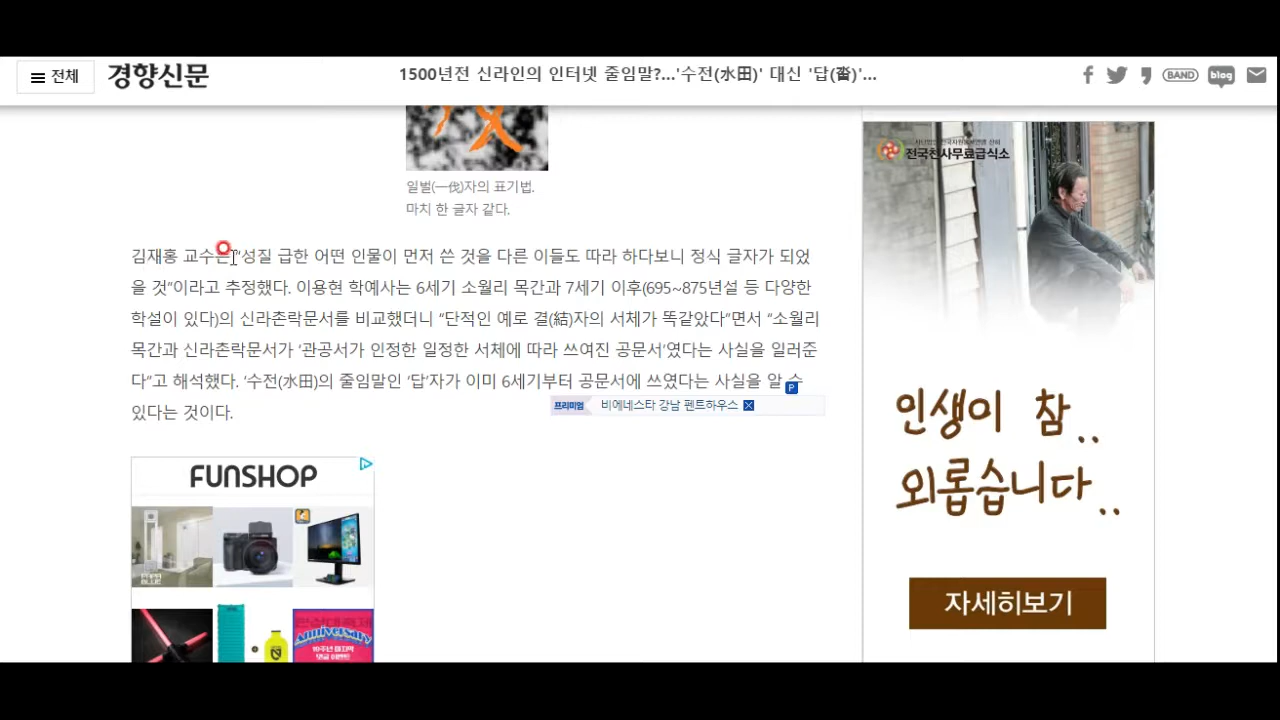 전체
경향신문
1500년전 신라인의 인터넷 줄임말?...'수전(水田)' 대신 '답(畓)'...
BAND
blog
일벌(一伐)자의 표기법.
마치 한 글자 같다.
김재홍 교수는 “성질 급한 어떤 인물이 먼저 쓴 것을 다른 이들도 따라 하다보니 정식 글자가 되었
을 것”이라고 추정했다. 이용현 학예사는 6세기 소월리 목간과 7세기 이후(695~875년설 등 다양한
학설이 있다)의 신라촌락문서를 비교했더니 “단적인 예로 결(結)자의 서체가 똑같았다”면서 “소월리
목간과 신라촌락문서가 ‘관공서가 인정한 일정한 서체에 따라 쓰여진 공문서’였다는 사실을 일러준
다”고 해석했다. ‘수전(水田)의 줄임말인 ‘답’자가 이미 6세기부터 공문서에 쓰였다는 사실을 알 수
있다는 것이다.
P
프리미엄 비에네스타 강남 펜트하우스
FUNSHOP
Anniversary
10주년 마지막
전국천사무료급식소
인생이 참..
외롭습니다..
자세히보기